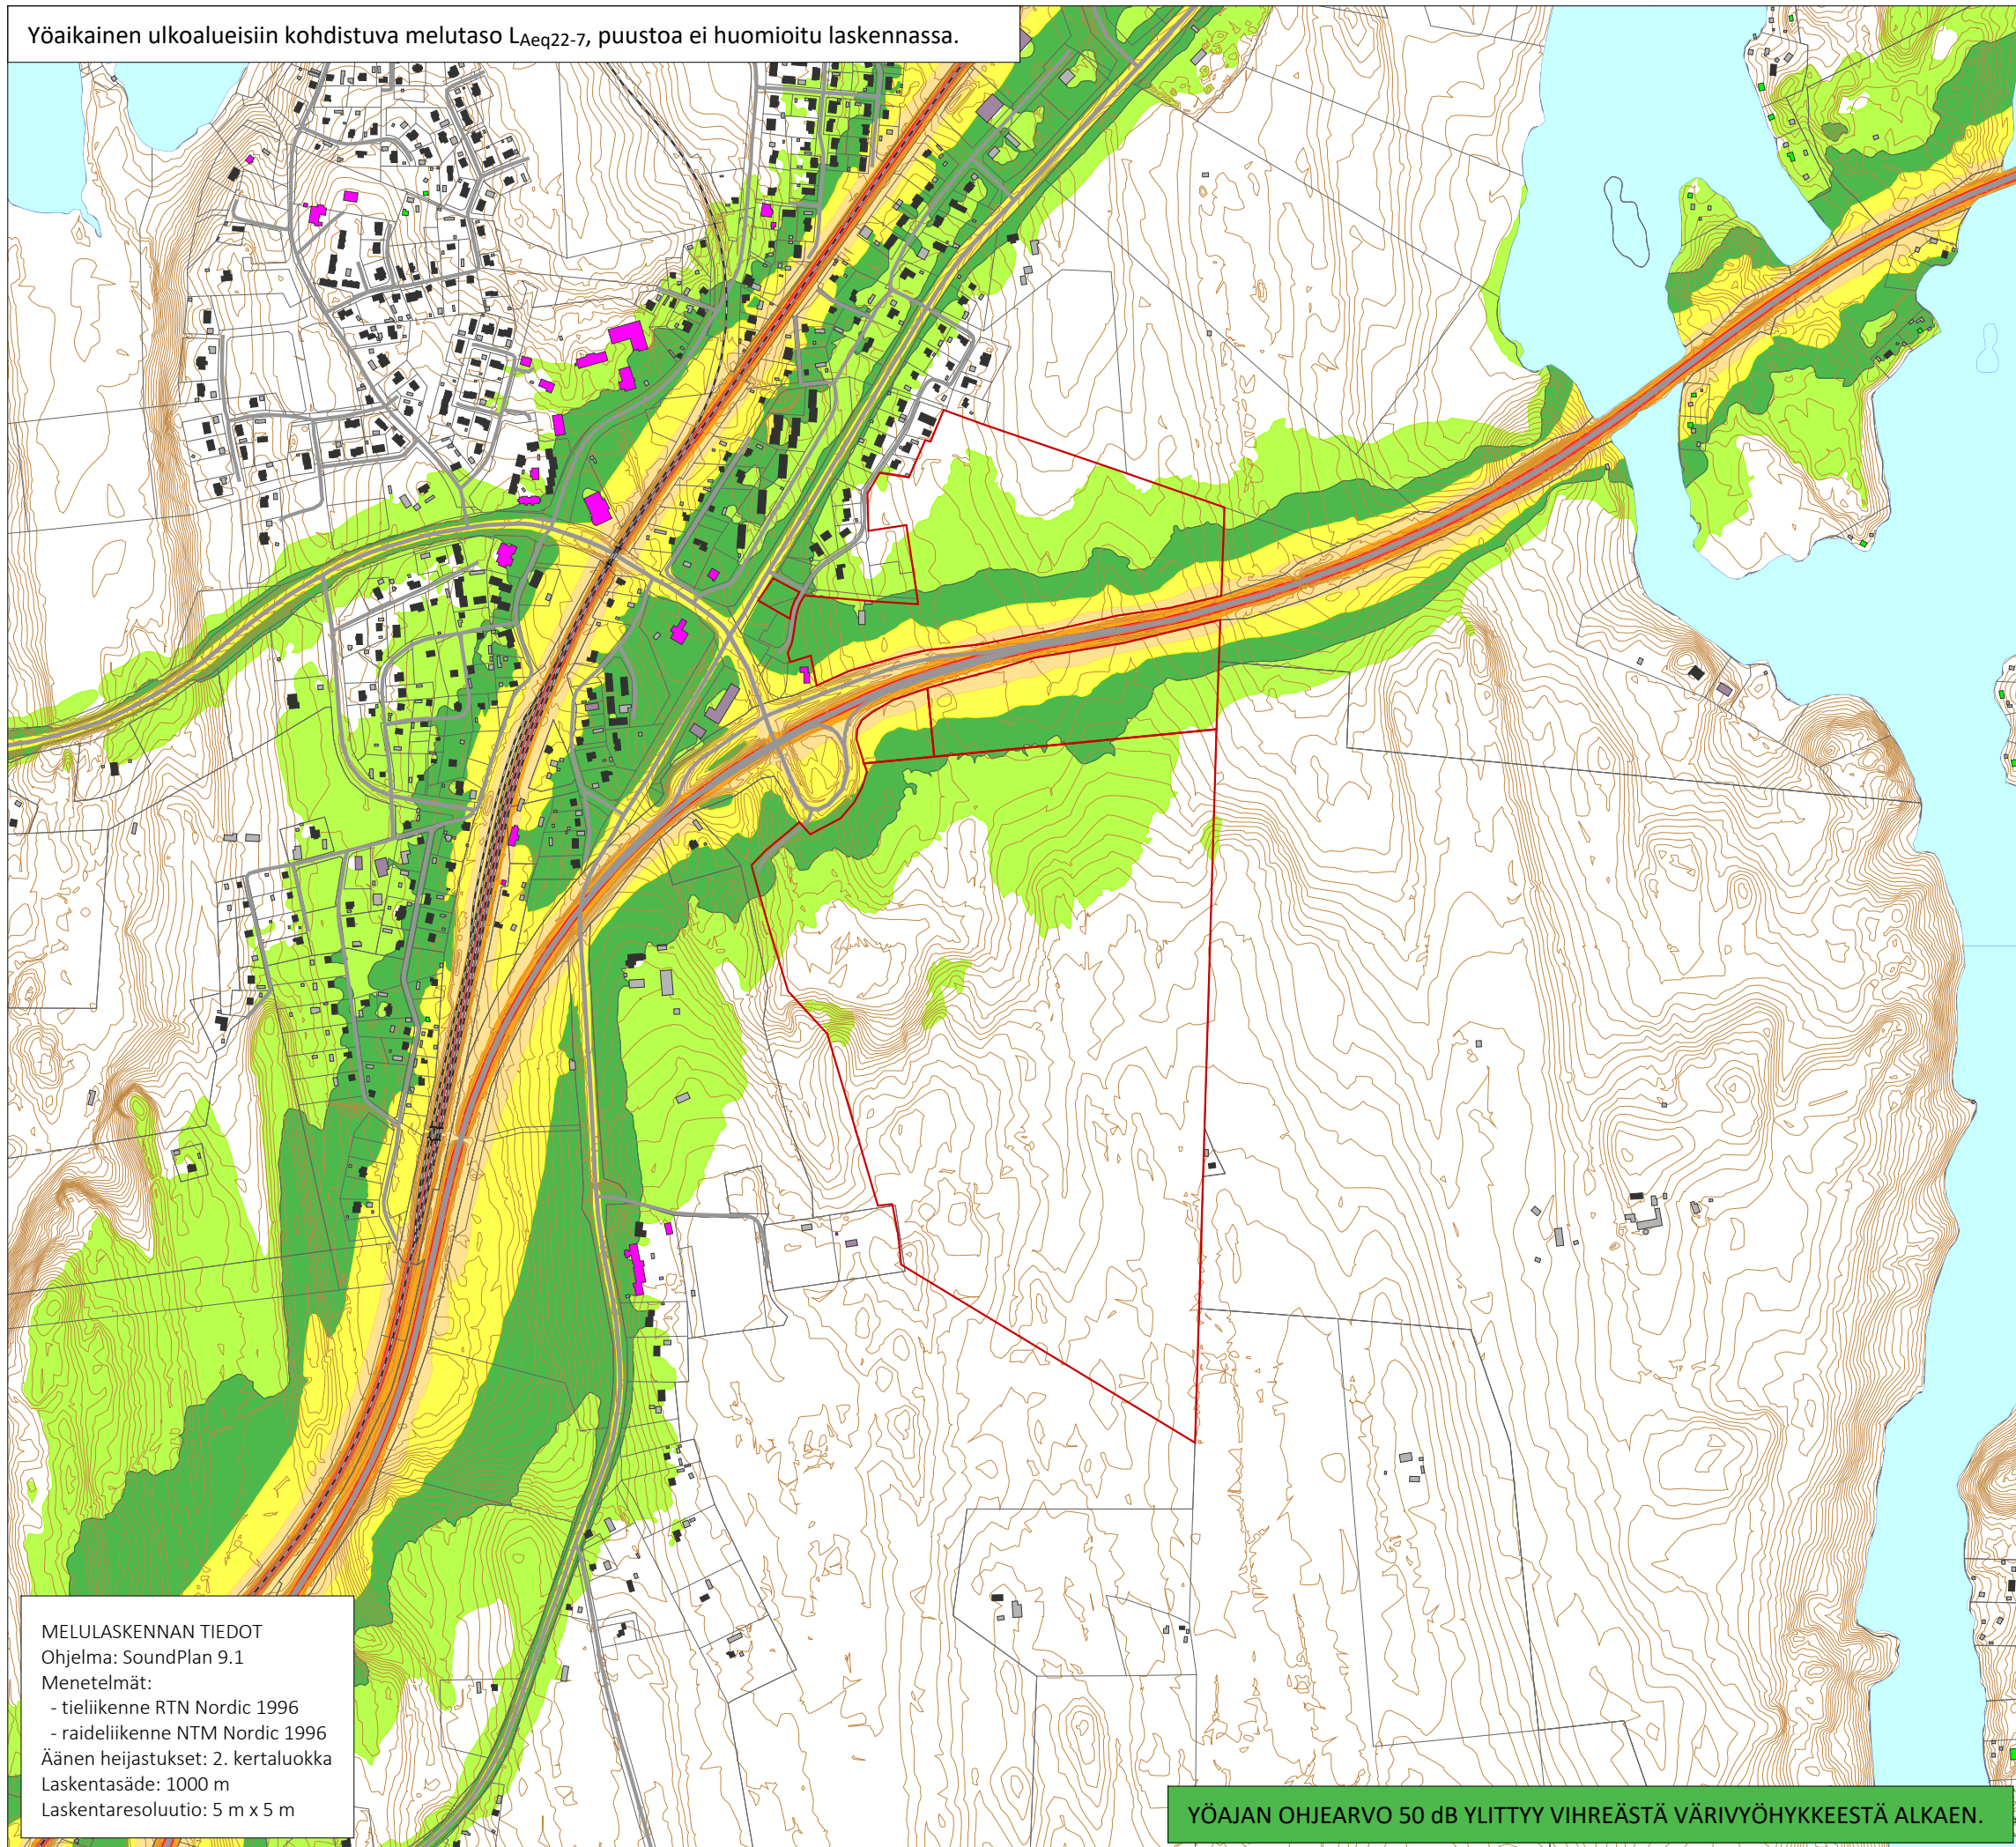 Yöaikainen ulkoalueisiin kohdistuva melutaso LAeq22-7, puustoa ei huomioitu laskennassa.
MELULASKENNAN TIEDOT
Ohjelma: SoundPlan 9.1
Menetelmät:
- tieliikenne RTN Nordic 1996
- raideliikenne NTM Nordic 1996
Äänen heijastukset: 2. kertaluokka
Laskentasäde: 1000 m
Laskentaresoluutio: 5 m x 5 m
YÖAJAN OHJEARVO 50 dB YLITTYY VIHREÄSTÄ VÄRIVYÖHYKKEESTÄ ALKAEN.